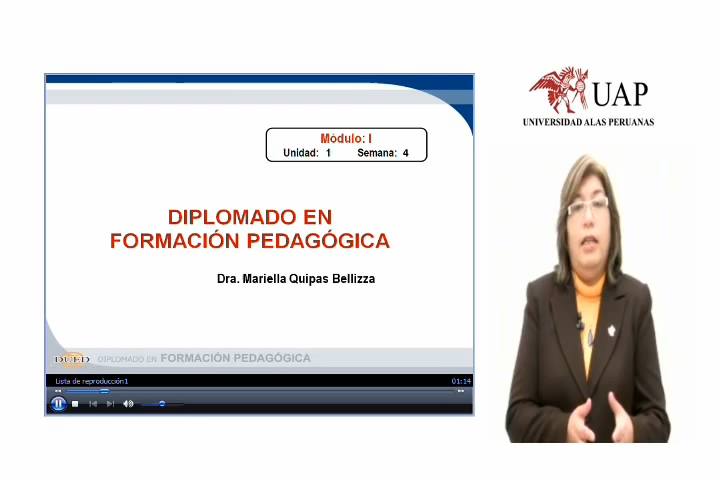 Módulo: I
Unidad: 1 Semana: 4
DIPLOMADO EN
FORMACIÓN PEDAGÓGICA
Dra. Mariella Quipas Bellizza
DUED DIPLOMADO EN FORMACIÓN PEDAGÓGICA
Lista de reproducción1 01:14
UAP
UNIVERSIDAD ALAS PERUANAS